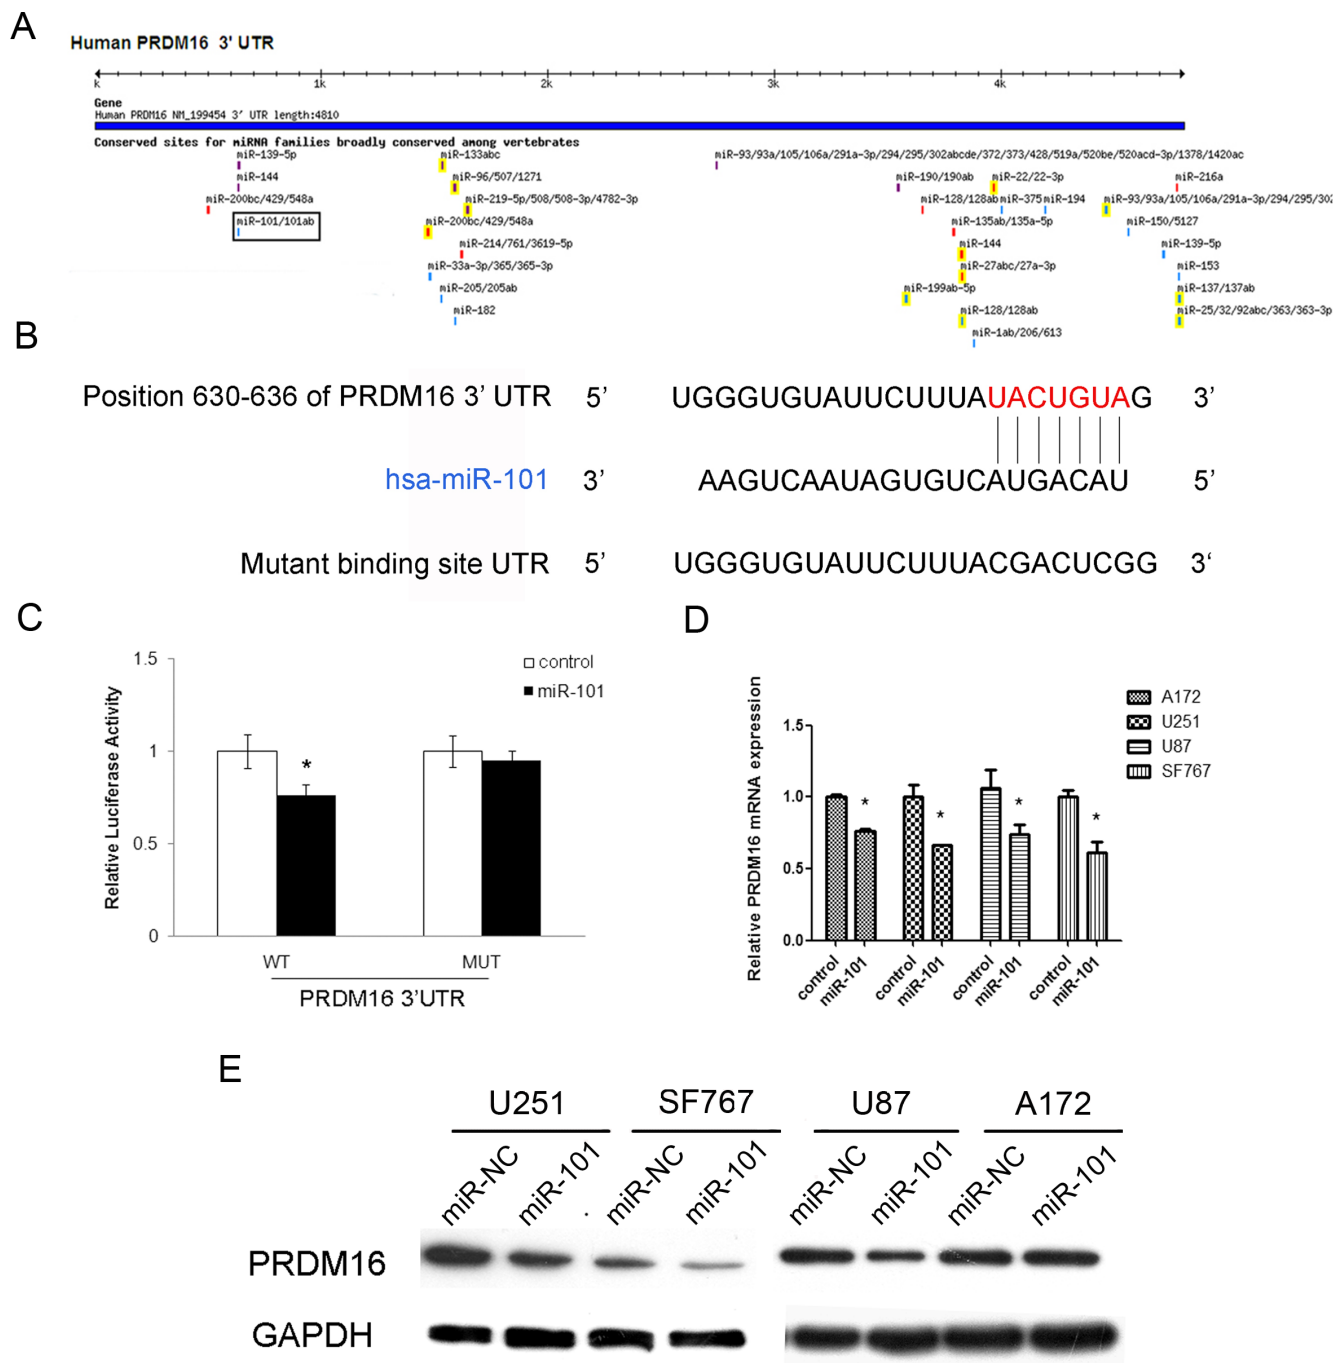 A
Human PRDM16 3' UTR
k 1k 2k 3k 4k
Gene
Human PRDM16 NM_199454 3' UTR length:4810
Conserved sites for miRNA families broadly conserved among vertebrates
miR-139-5p miR-133abc miR-93/93a/105/106a/291a-3p/294/295/302abcde/372/373/428/519a/520be/520acd-3p/1378/1420ac
miR-144 miR-96/507/1271 miR-190/190ab miR-22/22-3p miR-216a
miR-200bc/429/548a miR-219-5p/508/508-3p/4782-3p miR-128/128ab miR-375 miR-194 miR-93/93a/105/106a/291a-3p/294/295/302
miR-101/101ab miR-200bc/429/548a miR-135ab/135a-5p miR-150/5127
miR-214/761/3619-5p miR-144 miR-139-5p
miR-33a-3p/365/365-3p miR-27abc/27a-3p miR-153
miR-205/205ab miR-199ab-5p miR-137/137ab
miR-182 miR-128/128ab miR-25/32/92abc/363/363-3p
miR-1ab/206/613
B
Position 630-636 of PRDM16 3’ UTR 5’ UGGGUGUAUUCUUUAUACUGUAG 3’
hsa-miR-101 3’ AAGUCAAUAGUGUCAUGACAU 5’
Mutant binding site UTR 5’ UGGGUGUAUUCUUUACGACUCGG 3‘
C
Relative Luciferase Activity
1.5
1
0.5
0
control
miR-101
*
WT MUT
PRDM16 3'UTR
D
Relative PRDM16 mRNA expression
1.5
1.0
0.5
0.0
A172
U251
U87
SF767
* * * *
control miR-101 control miR-101 control miR-101 control miR-101
E
U251 SF767 U87 A172
miR-NC miR-101 miR-NC miR-101 miR-NC miR-101 miR-NC miR-101
PRDM16
GAPDH